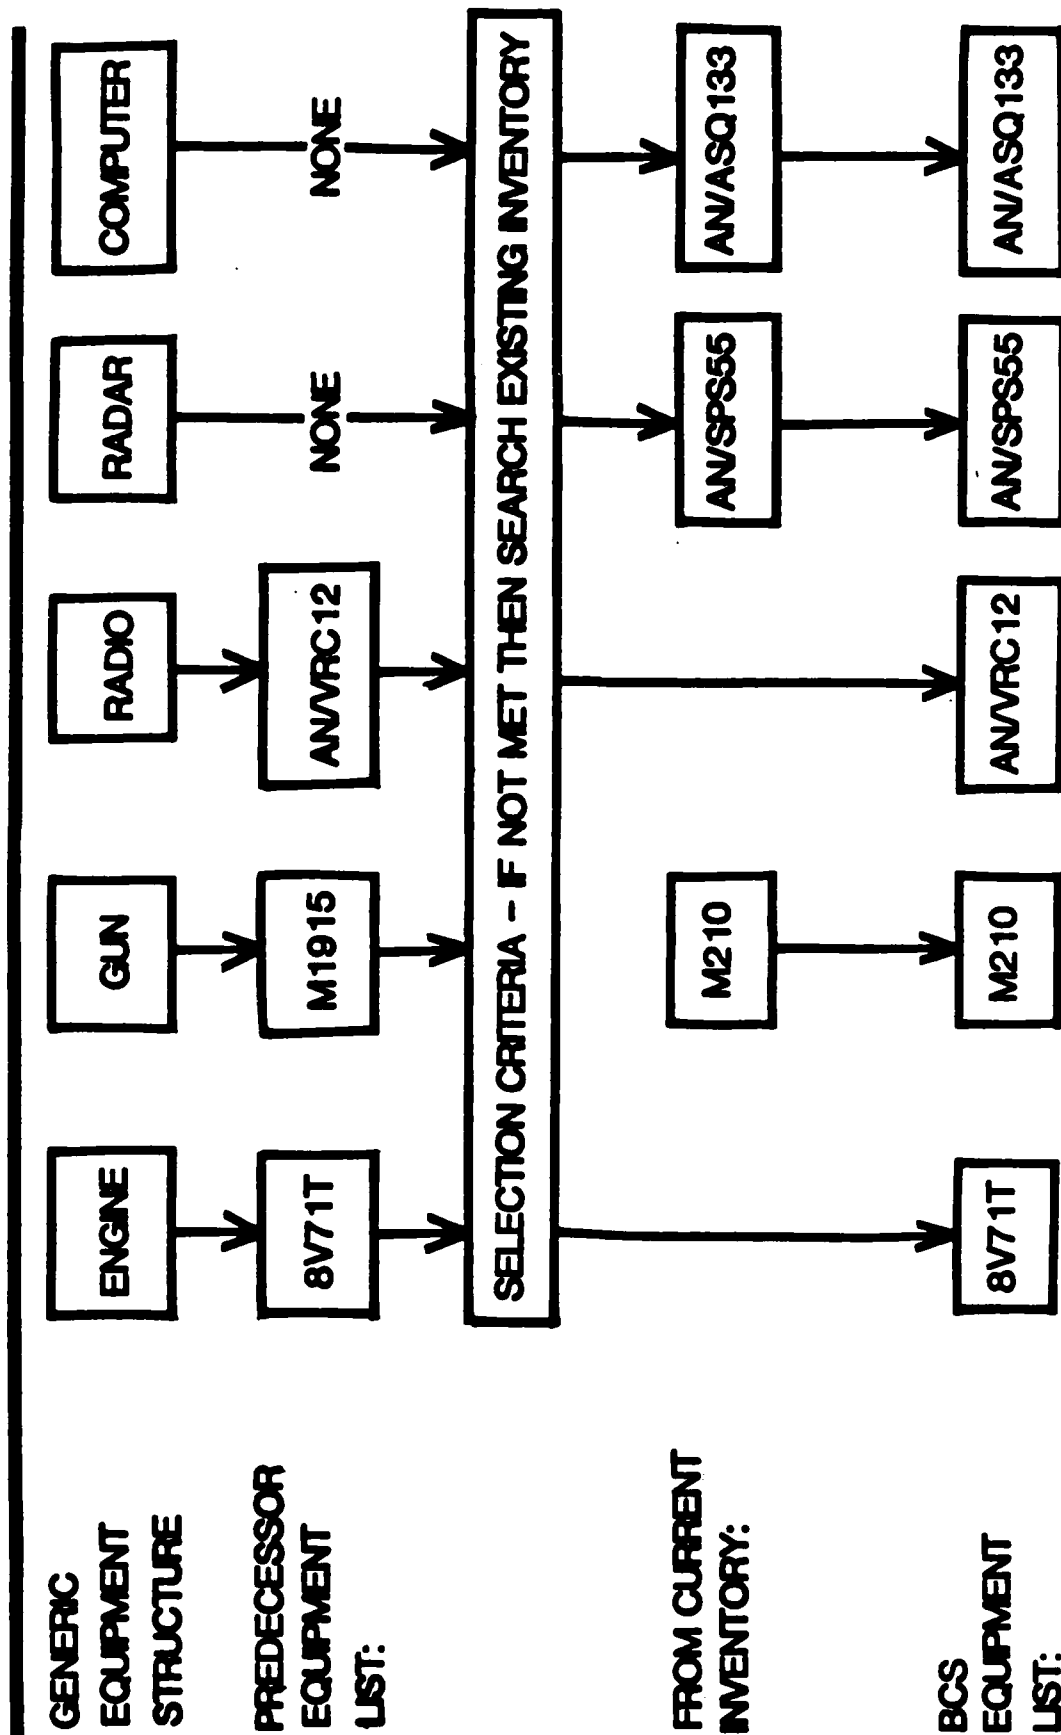 GENERIC
EQUIPMENT
STRUCTURE
ENGINE
GUN
RADIO
RADAR
COMPUTER
PREDECESSOR
EQUIPMENT
LIST:
8V71T
M1915
AN/VRC12
NONE
NONE
SELECTION CRITERIA – IF NOT MET THEN SEARCH EXISTING INVENTORY
FROM CURRENT
INVENTORY:
M210
AN/SPS55
AN/ASQ133
BCS
EQUIPMENT
LIST:
8V71T
M210
AN/VRC12
AN/SPS55
AN/ASQ133